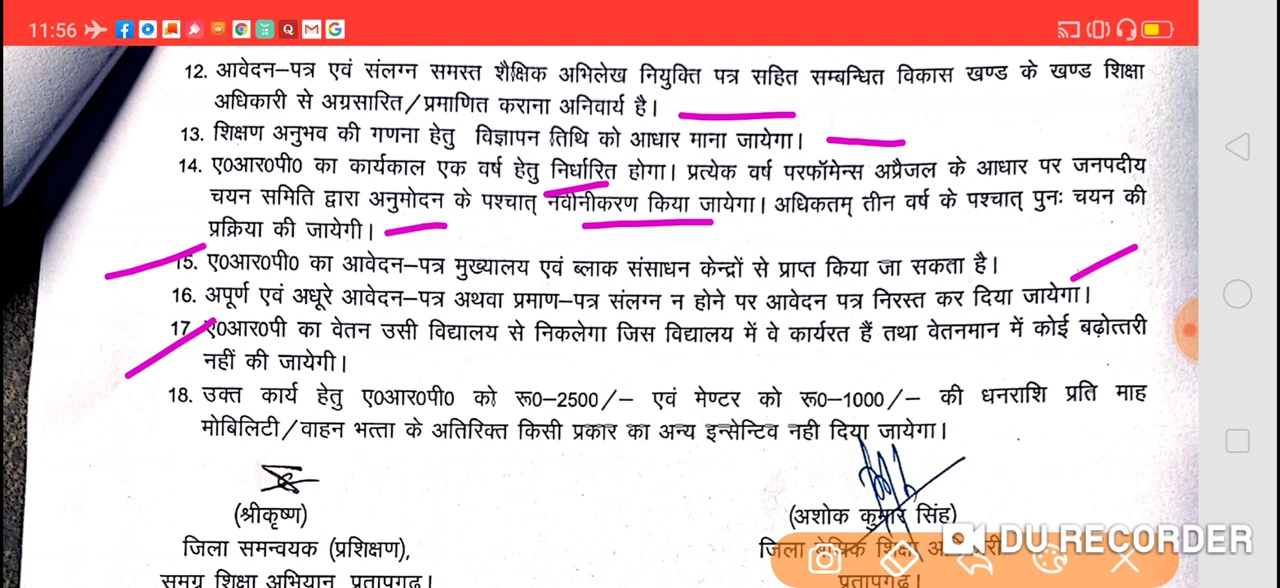 11:56
12. आवेदन-पत्र एवं संलग्न समस्त शैक्षिक अभिलेख नियुक्ति पत्र सहित सम्बन्धित विकास खण्ड के खण्ड शिक्षा
अधिकारी से अग्रसारित/प्रमाणित कराना अनिवार्य है।
13. शिक्षण अनुभव की गणना हेतु विज्ञापन तिथि को आधार माना जायेगा।
14. ए0आर0पी0 का कार्यकाल एक वर्ष हेतु निर्धारित होगा। प्रत्येक वर्ष परफॉमेन्स अप्रैजल के आधार पर जनपदीय
चयन समिति द्वारा अनुमोदन के पश्चात् नवीनीकरण किया जायेगा। अधिकतम् तीन वर्ष के पश्चात् पुनः चयन की
प्रक्रिया की जायेगी।
15. ए0आर0पी0 का आवेदन-पत्र मुख्यालय एवं ब्लाक संसाधन केन्द्रों से प्राप्त किया जा सकता है।
16. अपूर्ण एवं अधूरे आवेदन-पत्र अथवा प्रमाण-पत्र संलग्न न होने पर आवेदन पत्र निरस्त कर दिया जायेगा।
17. ए0आर0पी का वेतन उसी विद्यालय से निकलेगा जिस विद्यालय में वे कार्यरत हैं तथा वेतनमान में कोई बढ़ोत्तरी
नहीं की जायेगी।
18. उक्त कार्य हेतु ए0आर0पी0 को रू0-2500/- एवं मेण्टर को रू0-1000/- की धनराशि प्रति माह
मोबिलिटी/वाहन भत्ता के अतिरिक्त किसी प्रकार का अन्य इन्सेन्टिव नही दिया जायेगा।
(श्रीकृष्ण)
(अशोक कुमार सिंह)
जिला समन्वयक (प्रशिक्षण),
जिला
DU RECORDER
समग्र शिक्षा अभियान, प्रतापगढ़।
प्रतापगढ़।